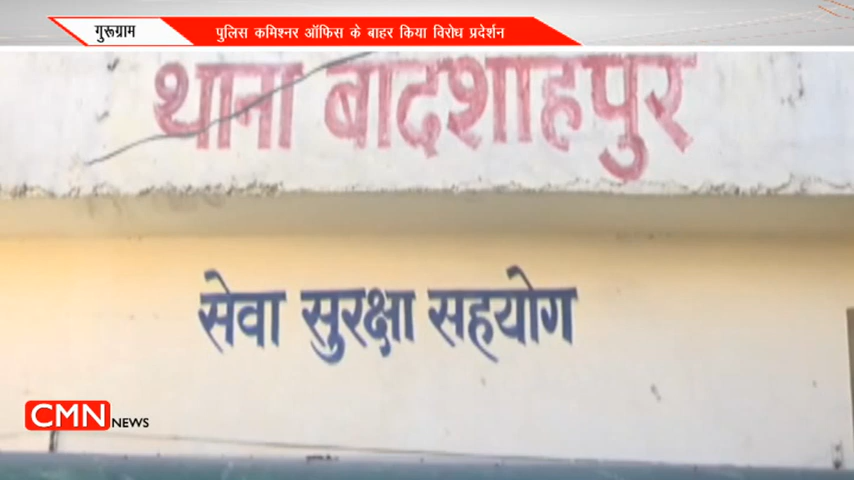 गुरूग्राम
पुलिस कमिश्नर ऑफिस के बाहर किया विरोध प्रदर्शन
थाना बादशाहपुर
सेवा सुरक्षा सहयोग
CMN NEWS